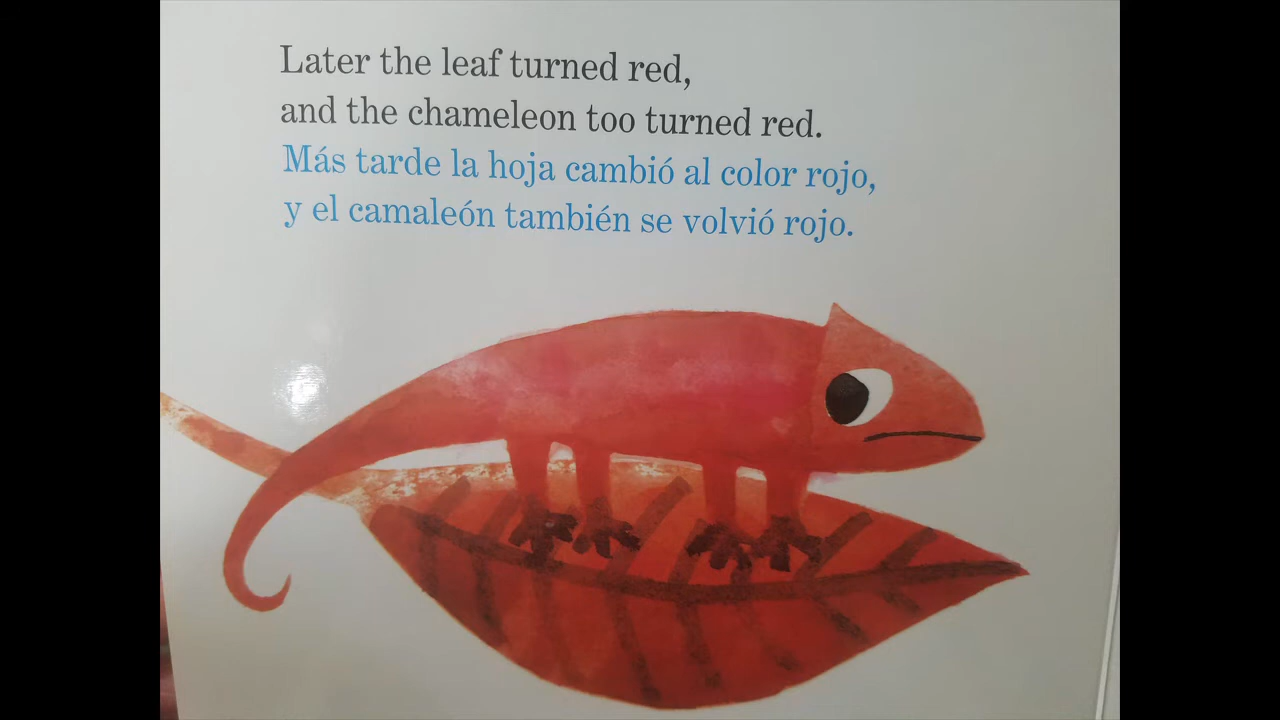 Later the leaf turned red,
and the chameleon too turned red.
Más tarde la hoja cambió al color rojo,
y el camaleón también se volvió rojo.